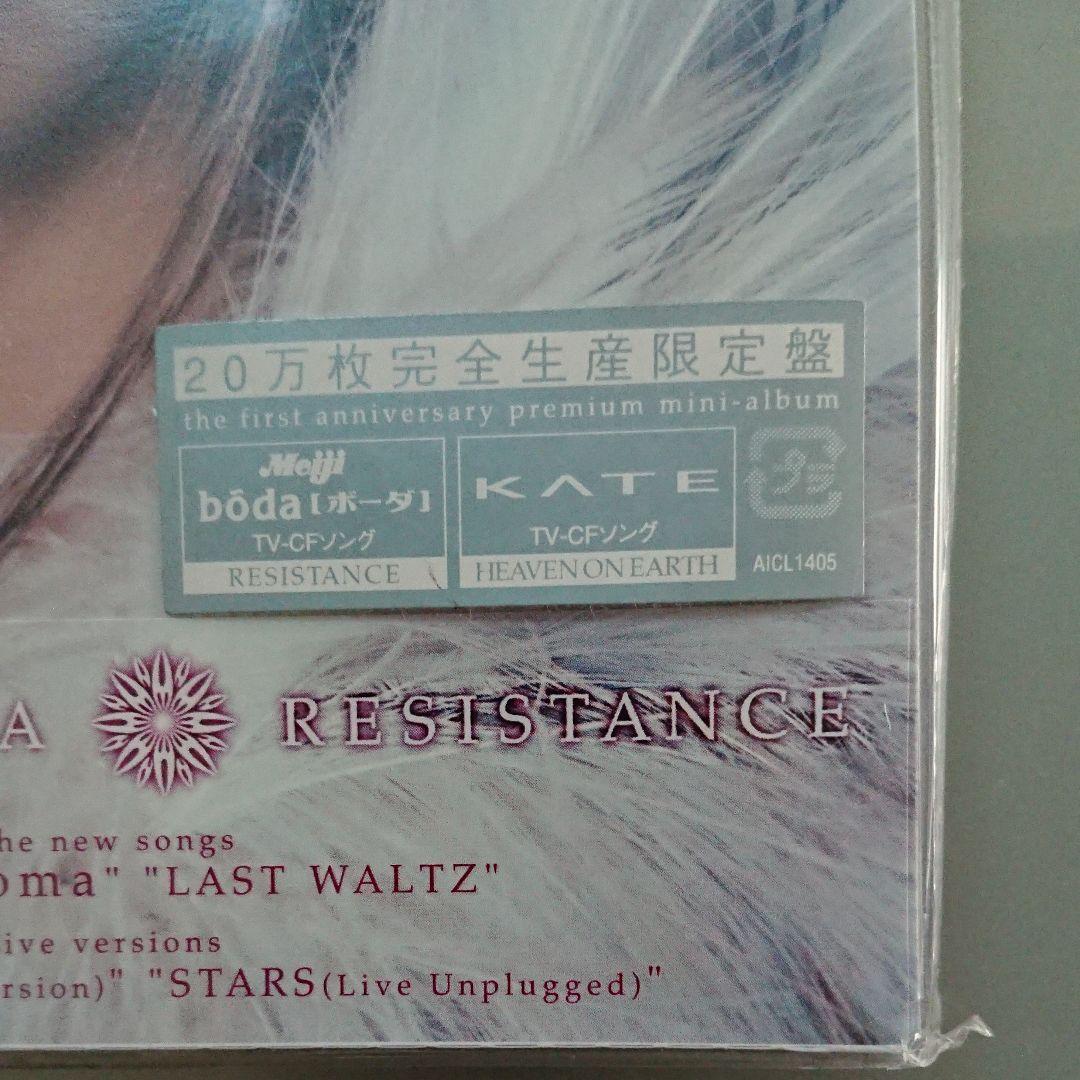 20万枚完全生産限定盤
the first anniversary premium mini-album
Meiji
bōda [ボーダ]
TV-CFソング
RESISTANCE
KATE
TV-CFソング
HEAVEN ON EARTH
プラ
AICL1405
A RESISTANCE
he new songs
oma" "LAST WALTZ"
ive versions
rsion)" "STARS(Live Unplugged)"